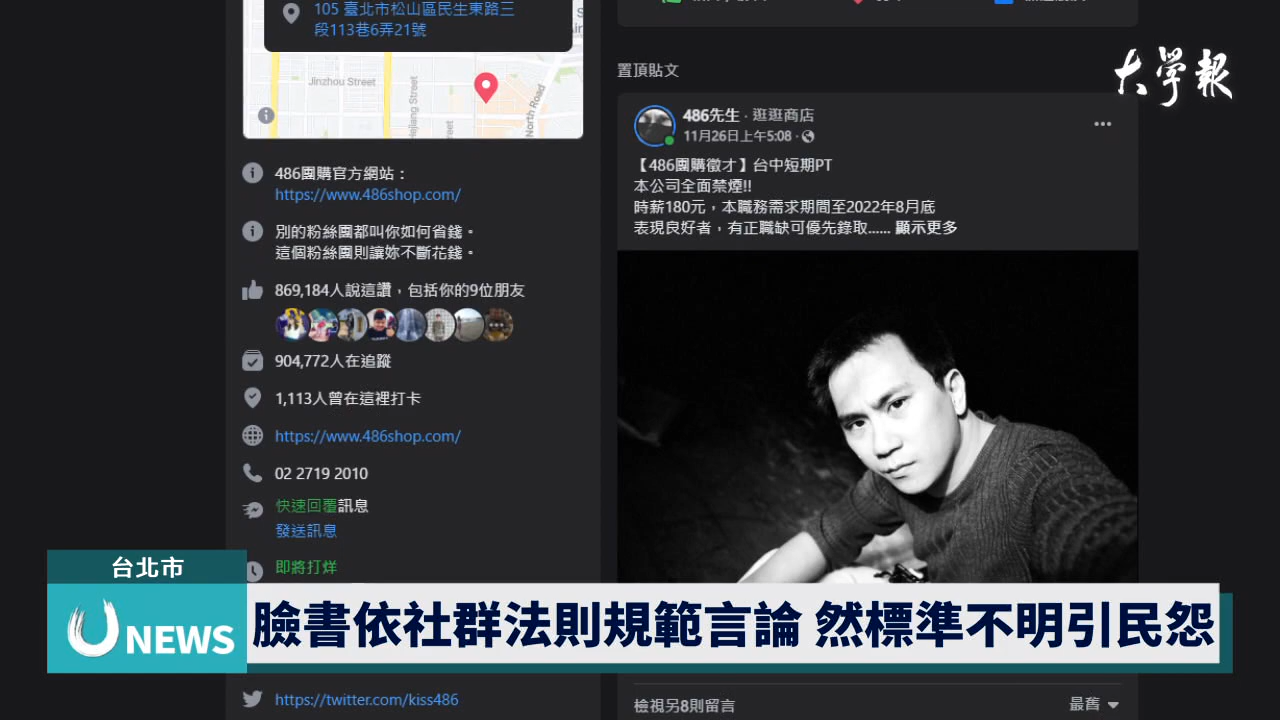 105 臺北市松山區民生東路三
段113巷6弄21號
Jinzhou Street
North Road
486團購官方網站：
https://www.486shop.com/
別的粉絲團都叫你如何省錢。
這個粉絲團則讓妳不斷花錢。
869,184人說這讚，包括你的9位朋友
904,772人在追蹤
1,113人曾在這裡打卡
https://www.486shop.com/
02 2719 2010
快速回覆訊息
發送訊息
即將打烊
https://twitter.com/kiss486
置頂貼文
486先生 · 逛逛商店
11月26日上午5:08 ·
【486團購徵才】台中短期PT
本公司全面禁煙!!
時薪180元，本職務需求期間至2022年8月底
表現良好者，有正職缺可優先錄取...... 顯示更多
檢視另8則留言
最舊
大學報
台北市
U NEWS
臉書依社群法則規範言論 然標準不明引民怨